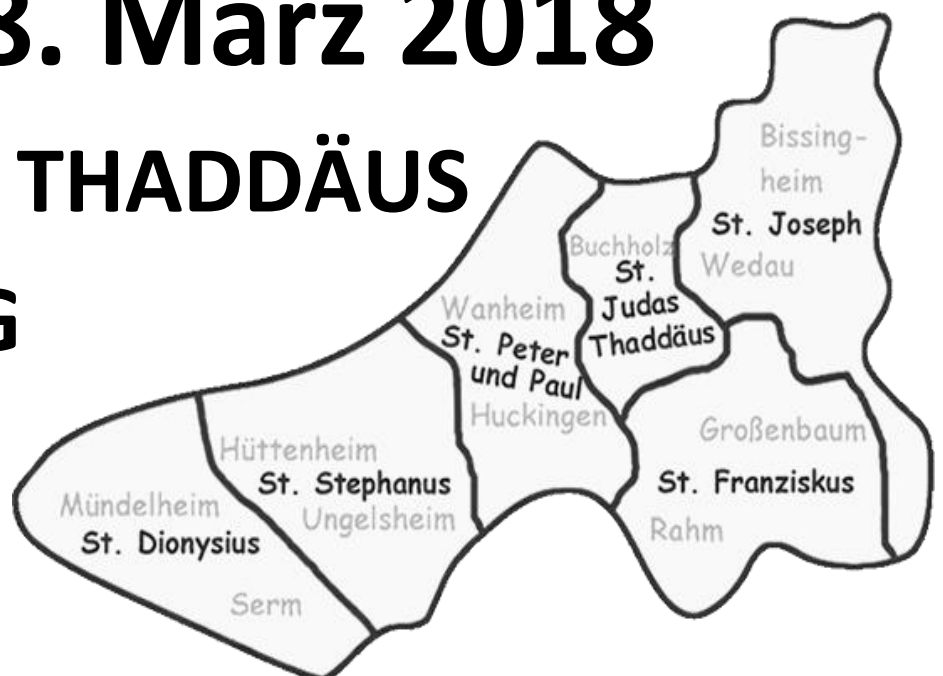 8. März 2018
THADDÄUS
G
Bissing-
heim
St. Joseph
Wedau
Buchholz
St.
Judas
Thaddäus
Wanheim
St. Peter
und Paul
Huckingen
Großenbaum
St. Franziskus
Rahm
Hüttenheim
St. Stephanus
Ungelsheim
Mündelheim
St. Dionysius
Serm